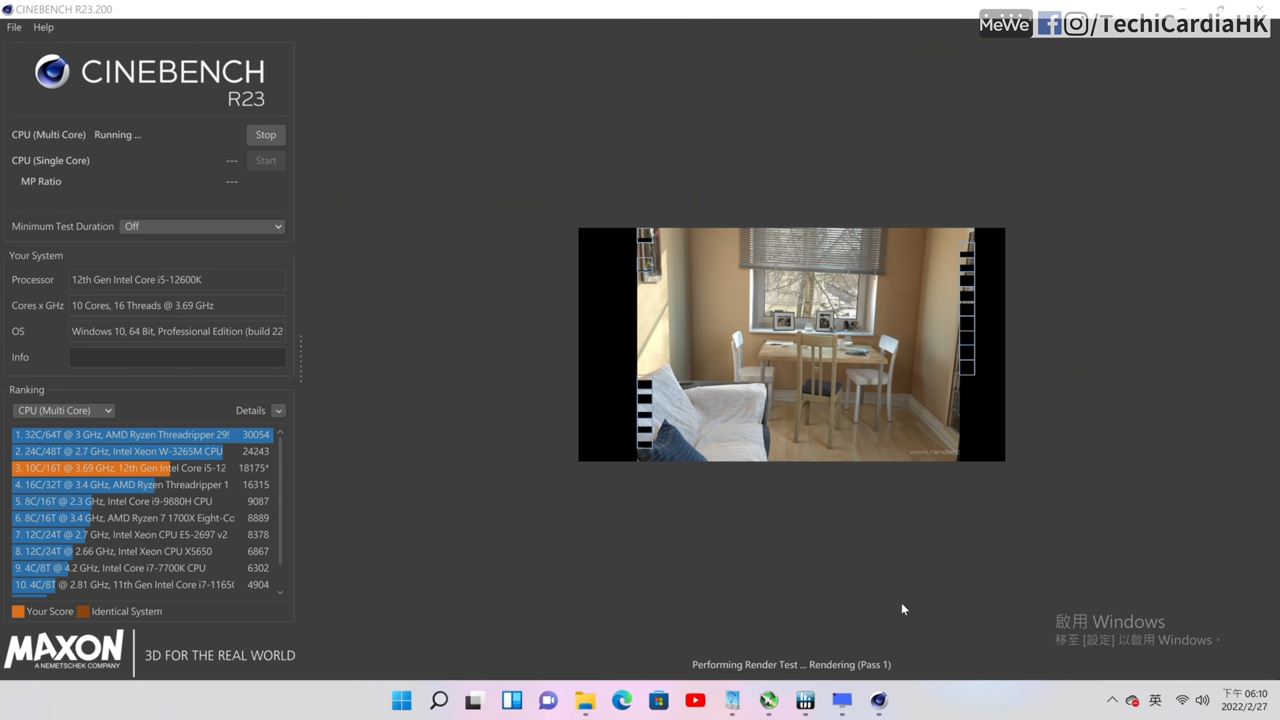 CINEBENCH R23.200
MeWe /TechiCardiaHK
File Help
CINEBENCH
R23
CPU (Multi Core) Running ... Stop
CPU (Single Core) --- Start
MP Ratio ---
Minimum Test Duration Off
Your System
Processor 12th Gen Intel Core i5-12600K
Cores x GHz 10 Cores, 16 Threads @ 3.69 GHz
OS Windows 10, 64 Bit, Professional Edition (build 22
Info
Ranking
CPU (Multi Core) Details
1. 32C/64T @ 3 GHz, AMD Ryzen Threadripper 299 30054
2. 24C/48T @ 2.7 GHz, Intel Xeon W-3265M CPU 24243
3. 10C/16T @ 3.69 GHz, 12th Gen Intel Core i5-12 18175*
4. 16C/32T @ 3.4 GHz, AMD Ryzen Threadripper 1 16315
5. 8C/16T @ 2.3 GHz, Intel Core i9-9880H CPU 9087
6. 8C/16T @ 3.4 GHz, AMD Ryzen 7 1700X Eight-Co 8889
7. 12C/24T @ 2.7 GHz, Intel Xeon CPU E5-2697 v2 8378
8. 12C/24T @ 2.66 GHz, Intel Xeon CPU X5650 6867
9. 4C/8T @ 4.2 GHz, Intel Core i7-7700K CPU 6302
10. 4C/8T @ 2.81 GHz, 11th Gen Intel Core i7-1165G 4904
Your Score Identical System
MAXON
A NEMETSCHEK COMPANY
3D FOR THE REAL WORLD
Performing Render Test ... Rendering (Pass 1)
啟用 Windows
移至 [設定] 以啟用 Windows。
英
下午 06:10
2022/2/27